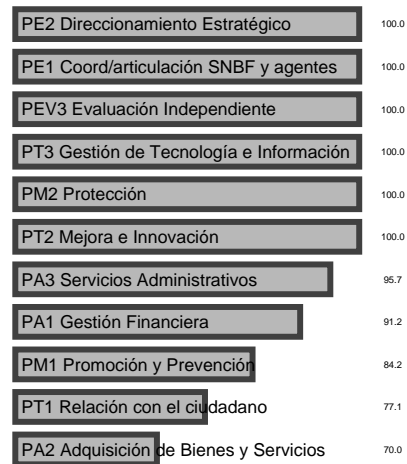 PE2 Direccionamiento Estratégico 100.0
PE1 Coord/articulación SNBF y agentes 100.0
PEV3 Evaluación Independiente 100.0
PT3 Gestión de Tecnología e Información 100.0
PM2 Protección 100.0
PT2 Mejora e Innovación 100.0
PA3 Servicios Administrativos 95.7
PA1 Gestión Financiera 91.2
PM1 Promoción y Prevención 84.2
PT1 Relación con el ciudadano 77.1
PA2 Adquisición de Bienes y Servicios 70.0